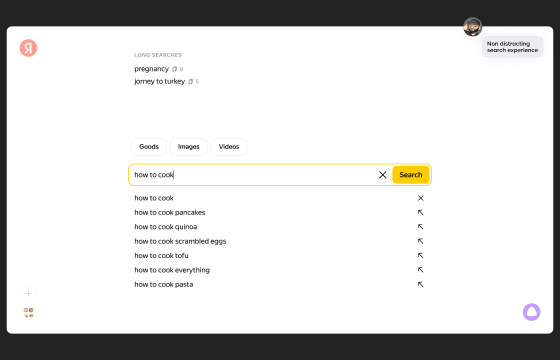 Я
Non distracting
search experience
LONG SEARCHES
pregnancy 9
jorney to turkey 5
Goods Images Videos
how to cook Search
how to cook
how to cook pancakes
how to cook quinoa
how to cook scrambled eggs
how to cook tofu
how to cook everything
how to cook pasta